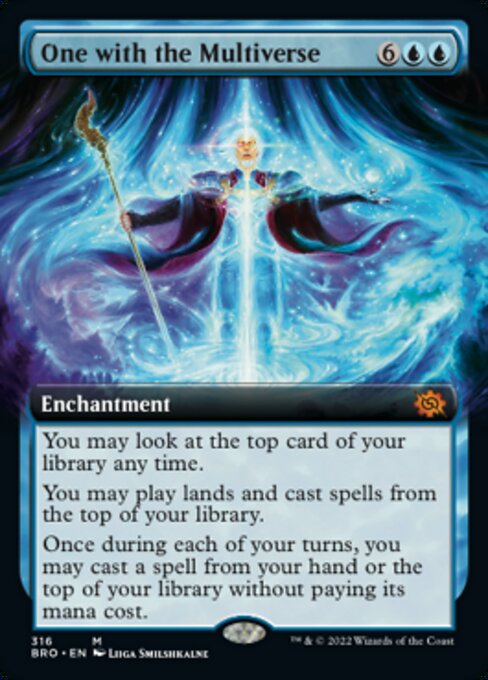 One with the Multiverse 6
Enchantment
You may look at the top card of your
library any time.
You may play lands and cast spells from
the top of your library.
Once during each of your turns, you
may cast a spell from your hand or the
top of your library without paying its
mana cost.
316 M
BRO • EN Liiga Smilshkalne
™ & © 2022 Wizards of the Coast